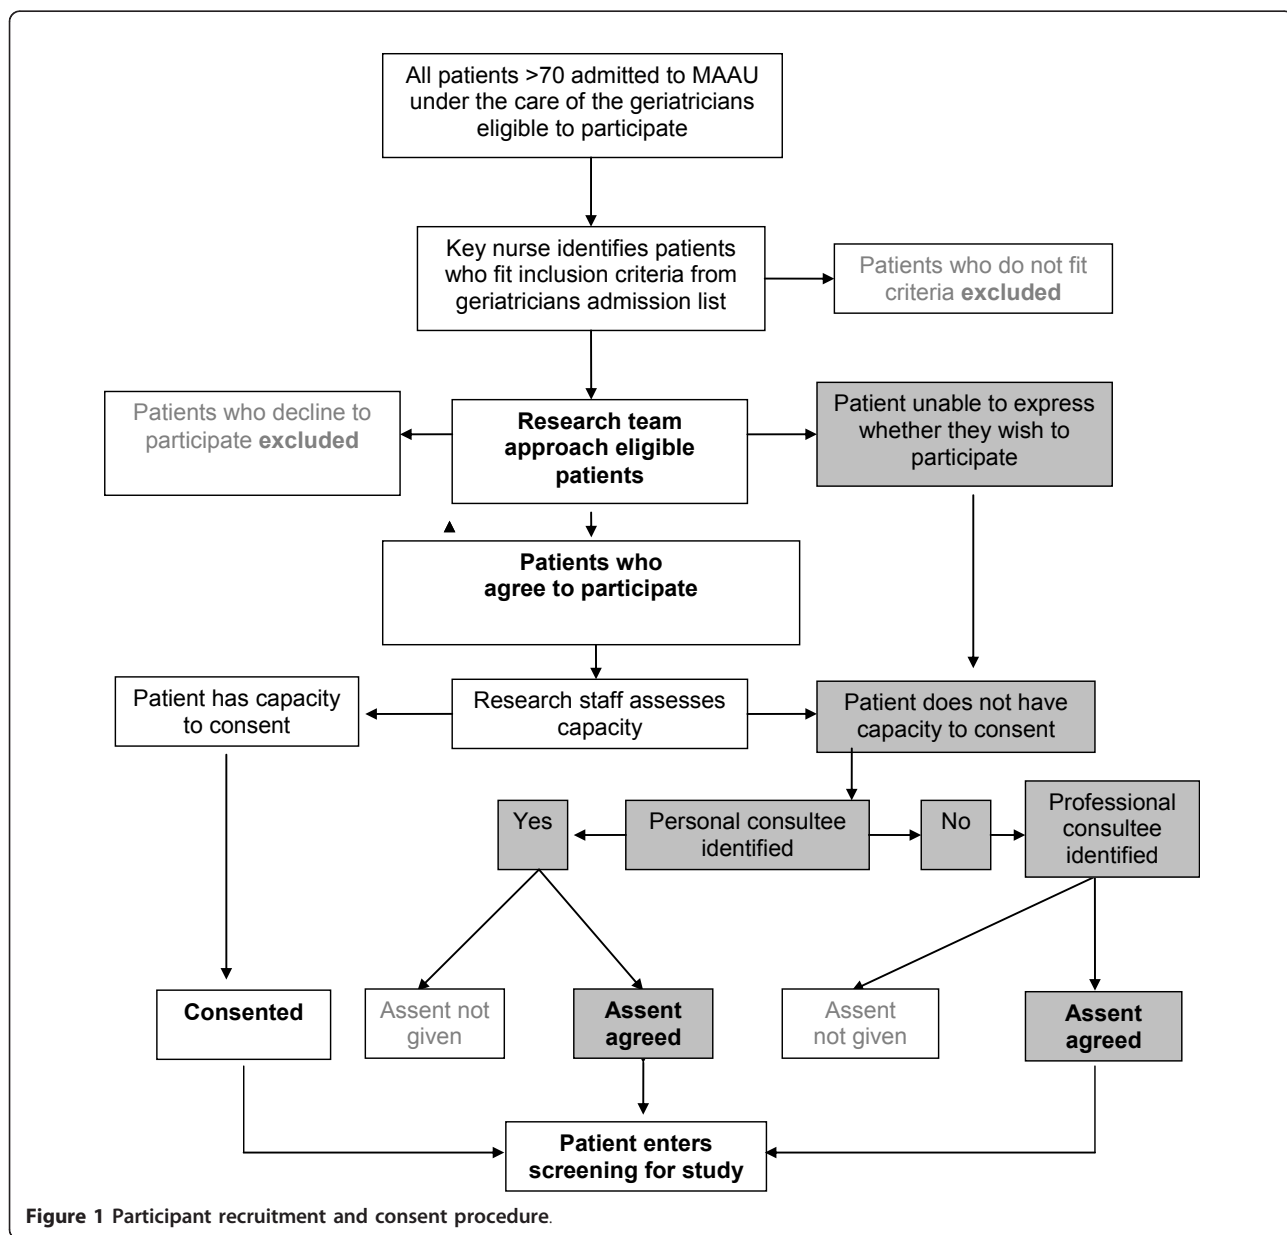 All patients >70 admitted to MAAU
under the care of the geriatricians
eligible to participate
Key nurse identifies patients
who fit inclusion criteria from
geriatricians admission list
Patients who do not fit
criteria excluded
Patients who decline to
participate excluded
Research team
approach eligible
patients
Patient unable to express
whether they wish to
participate
Patients who
agree to participate
Patient has capacity
to consent
Research staff assesses
capacity
Patient does not have
capacity to consent
Yes
Personal consultee
identified
No
Professional
consultee
identified
Consented
Assent not
given
Assent
agreed
Assent
not given
Assent
agreed
Patient enters
screening for study
Figure 1 Participant recruitment and consent procedure.